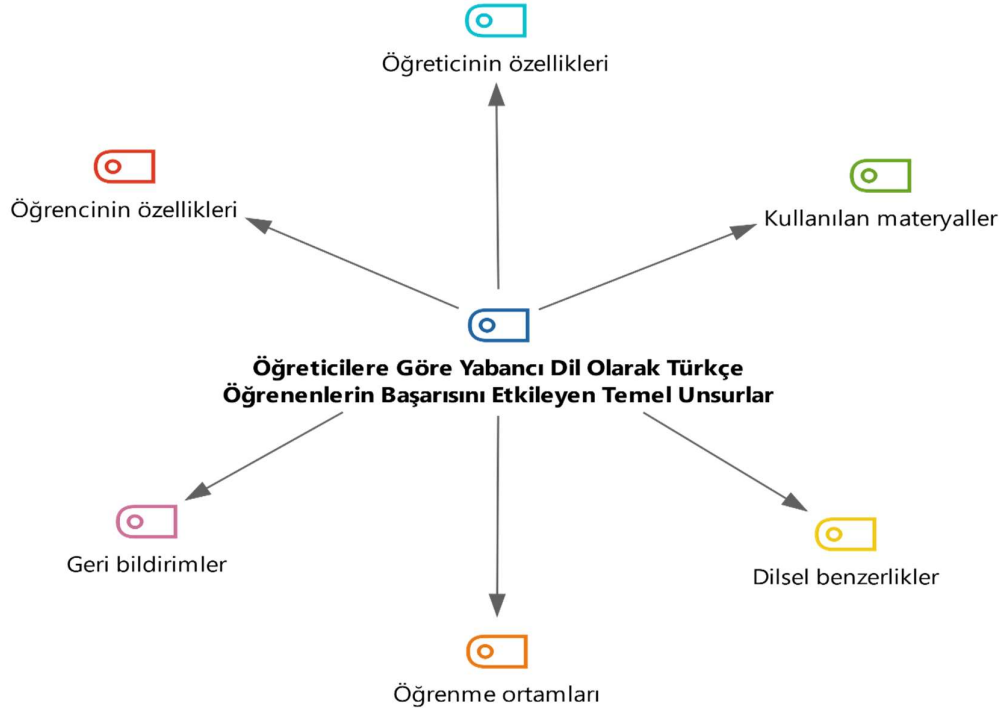 Öğreticinin özellikleri
Öğrencinin özellikleri
Kullanılan materyaller
Öğreticilere Göre Yabancı Dil Olarak Türkçe
Öğrenenlerin Başarısını Etkileyen Temel Unsurlar
Geri bildirimler
Dilsel benzerlikler
Öğrenme ortamları